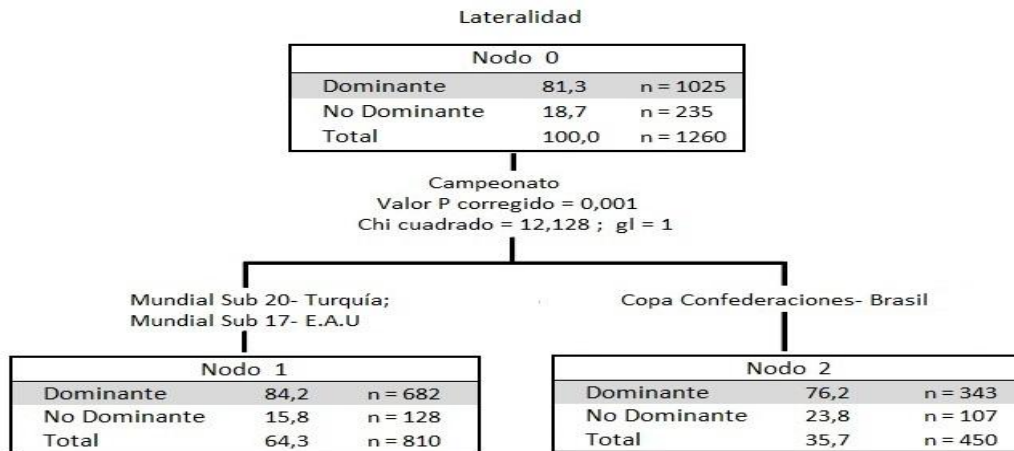 Lateralidad
Nodo 0
Dominante 81,3 n = 1025
No Dominante 18,7 n = 235
Total 100,0 n = 1260
Campeonato
Valor P corregido = 0,001
Chi cuadrado = 12,128 ; gl = 1
Mundial Sub 20- Turquía;
Mundial Sub 17- E.A.U
Copa Confederaciones- Brasil
Nodo 1
Dominante 84,2 n = 682
No Dominante 15,8 n = 128
Total 64,3 n = 810
Nodo 2
Dominante 76,2 n = 343
No Dominante 23,8 n = 107
Total 35,7 n = 450